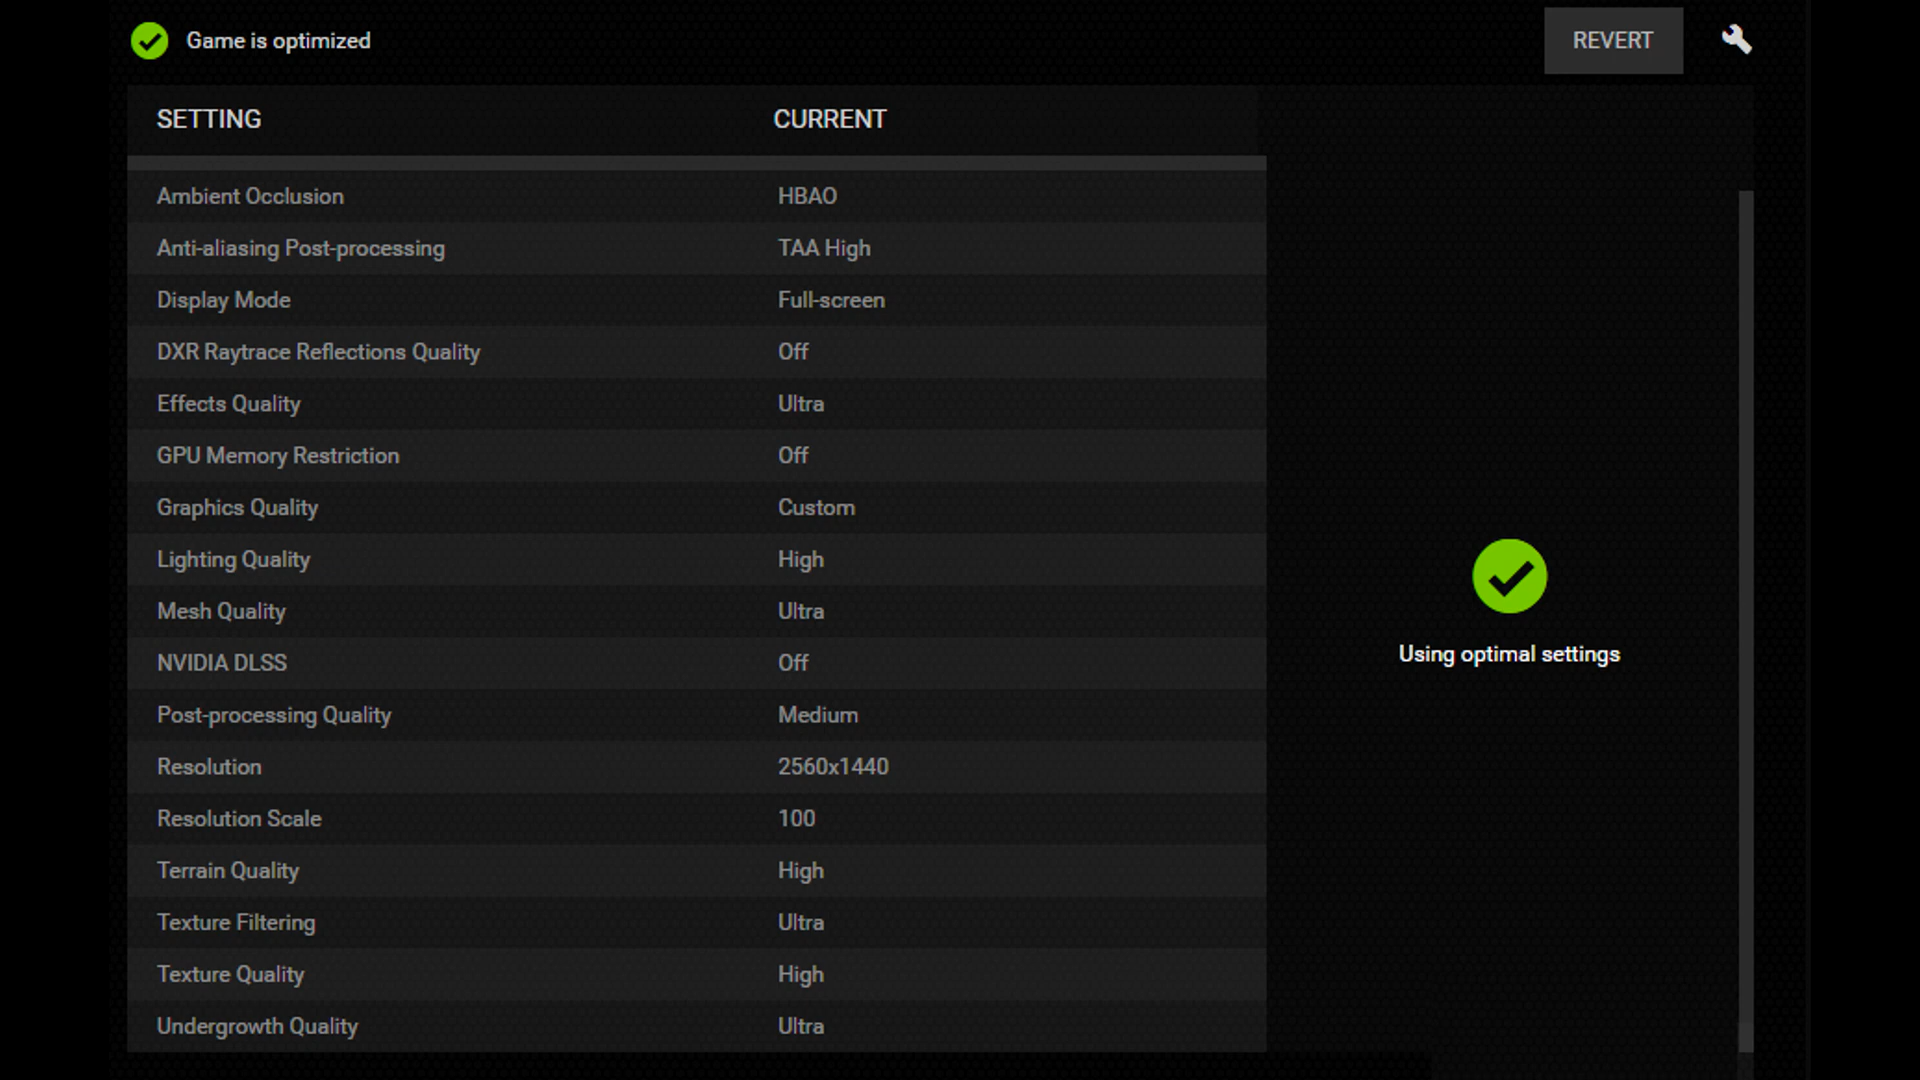 Game is optimized
REVERT
SETTING CURRENT
Ambient Occlusion HBAO
Anti-aliasing Post-processing TAA High
Display Mode Full-screen
DXR Raytrace Reflections Quality Off
Effects Quality Ultra
GPU Memory Restriction Off
Graphics Quality Custom
Lighting Quality High
Mesh Quality Ultra
NVIDIA DLSS Off
Post-processing Quality Medium
Resolution 2560x1440
Resolution Scale 100
Terrain Quality High
Texture Filtering Ultra
Texture Quality High
Undergrowth Quality Ultra
Using optimal settings